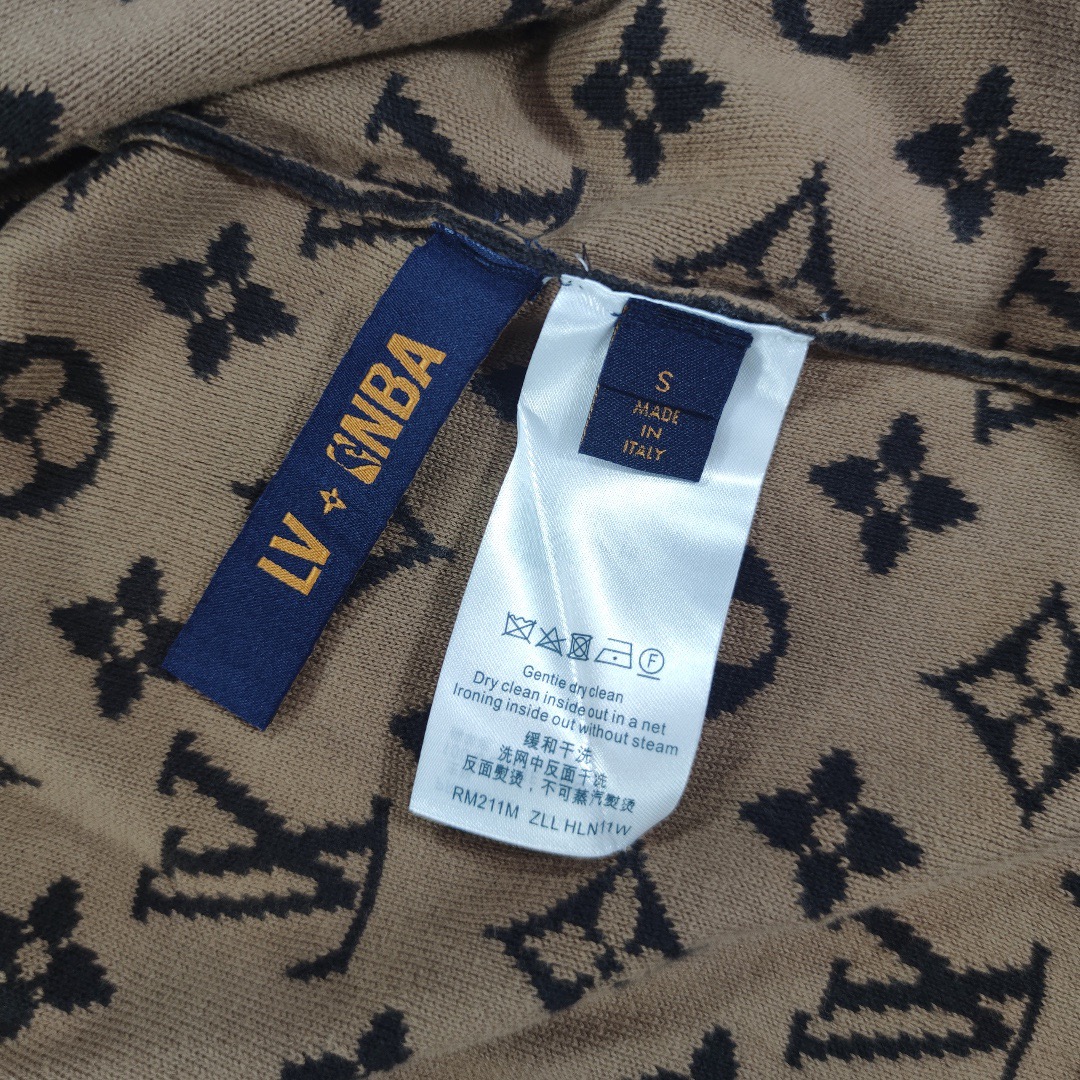 LV NBA
S
MADE
IN
ITALY
F
Gentie dry clean
Dry clean inside out in a net
Ironing inside out without steam
缓和干洗
洗网中反面干洗
反面熨烫，不可蒸汽熨烫
RM211M ZLL HLN11W